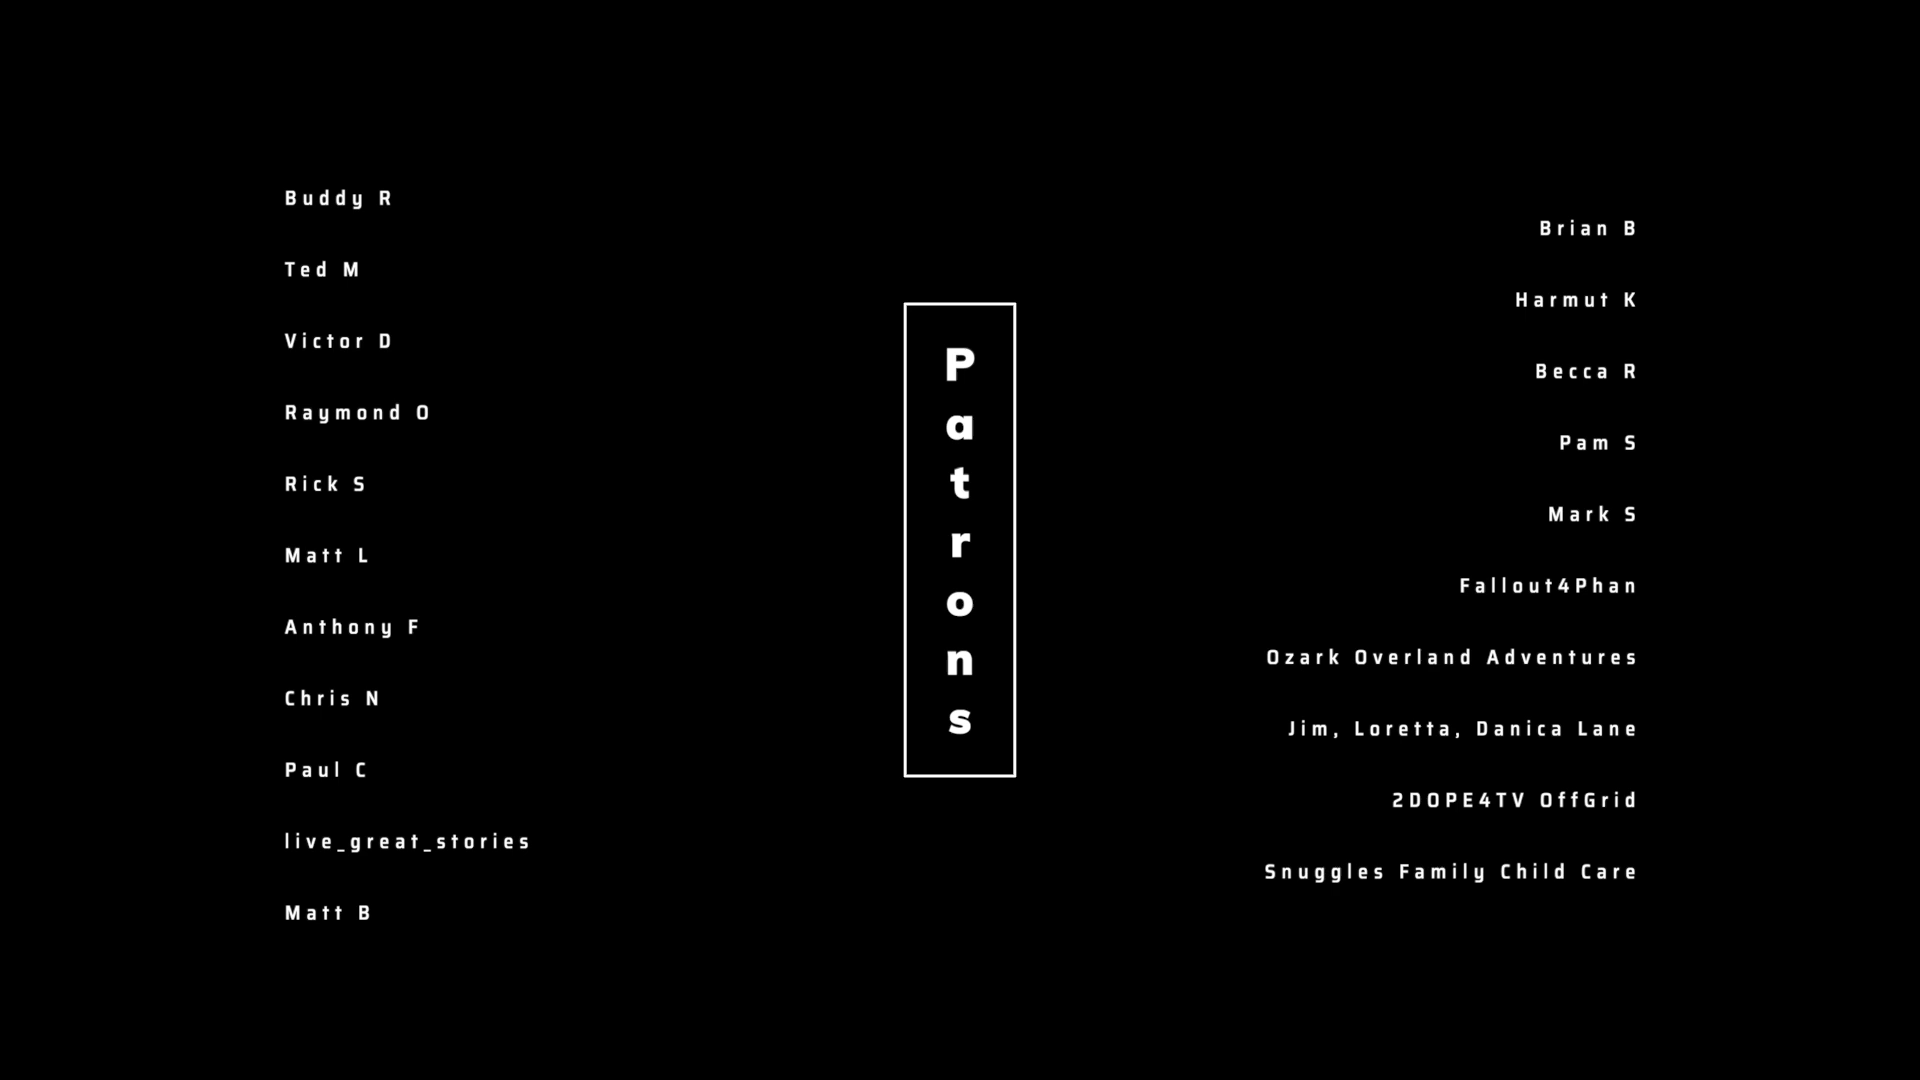 Buddy R
Ted M
Victor D
Raymond O
Rick S
Matt L
Anthony F
Chris N
Paul C
live_great_stories
Matt B
Patrons
Brian B
Harmut K
Becca R
Pam S
Mark S
Fallout4Phan
Ozark Overland Adventures
Jim, Loretta, Danica Lane
2DOPE4TV OffGrid
Snuggles Family Child Care